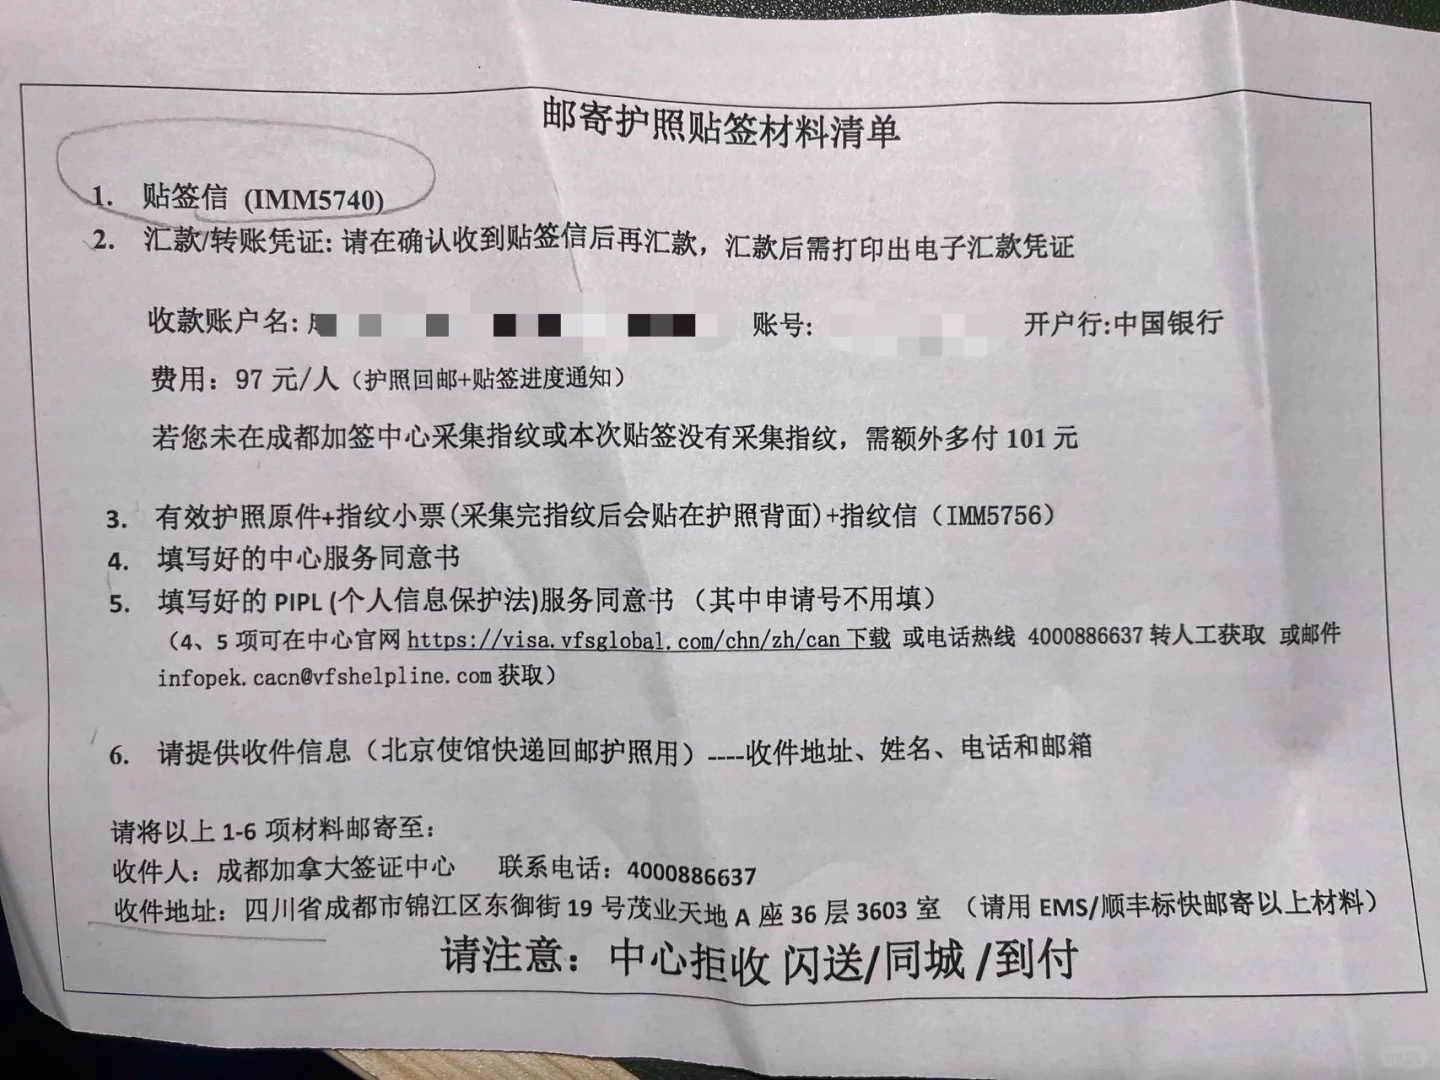 邮寄护照贴签材料清单
1. 贴签信 (IMM5740)
2. 汇款/转账凭证: 请在确认收到贴签信后再汇款，汇款后需打印出电子汇款凭证
收款账户名: 账号: 开户行:中国银行
费用：97 元/人（护照回邮+贴签进度通知）
若您未在成都加签中心采集指纹或本次贴签没有采集指纹，需额外多付 101 元
3. 有效护照原件+指纹小票(采集完指纹后会贴在护照背面)+指纹信（IMM5756）
4. 填写好的中心服务同意书
5. 填写好的 PIPL (个人信息保护法)服务同意书 （其中申请号不用填）
（4、5 项可在中心官网 https://visa.vfsglobal.com/chn/zh/can 下载 或电话热线 4000886637 转人工获取 或邮件
infopek.cacn@vfshelpline.com 获取）
6. 请提供收件信息（北京使馆快递回邮护照用）----收件地址、姓名、电话和邮箱
请将以上 1-6 项材料邮寄至：
收件人：成都加拿大签证中心 联系电话：4000886637
收件地址：四川省成都市锦江区东御街 19 号茂业天地 A 座 36 层 3603 室 （请用 EMS/顺丰标快邮寄以上材料）
请注意：中心拒收 闪送/同城 /到付